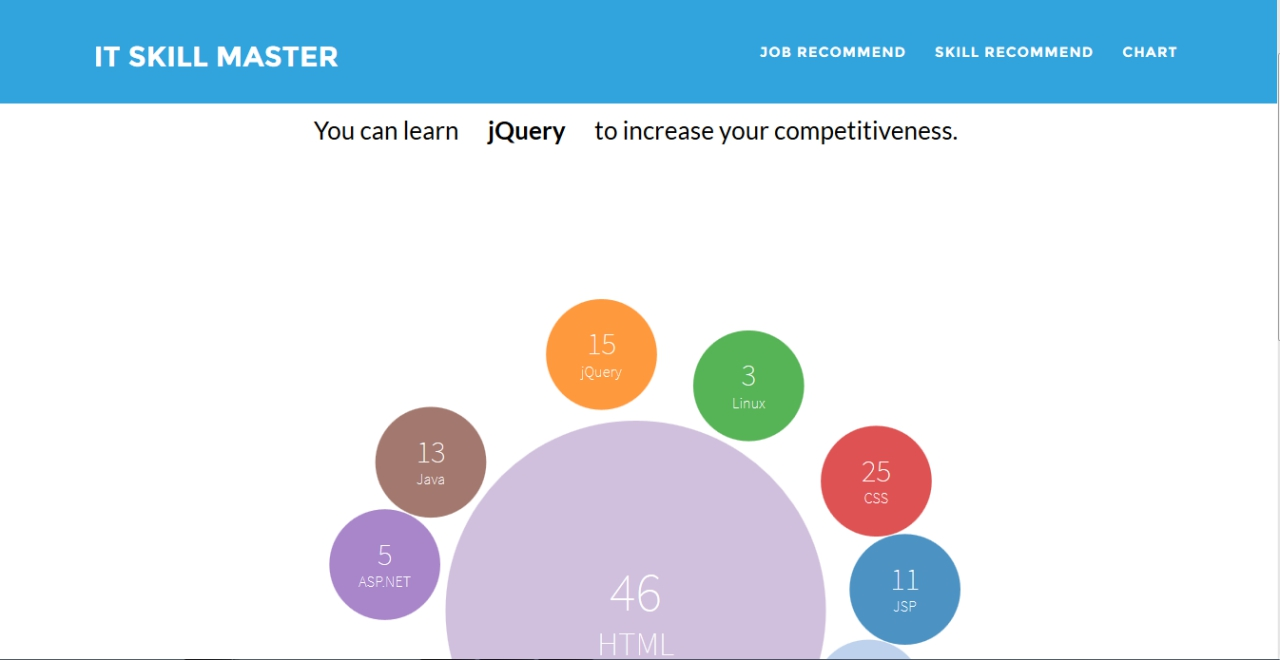 IT SKILL MASTER
JOB RECOMMEND SKILL RECOMMEND CHART
You can learn jQuery to increase your competitiveness.
15
jQuery
3
Linux
13
Java
25
CSS
5
ASP.NET
11
JSP
46
HTML